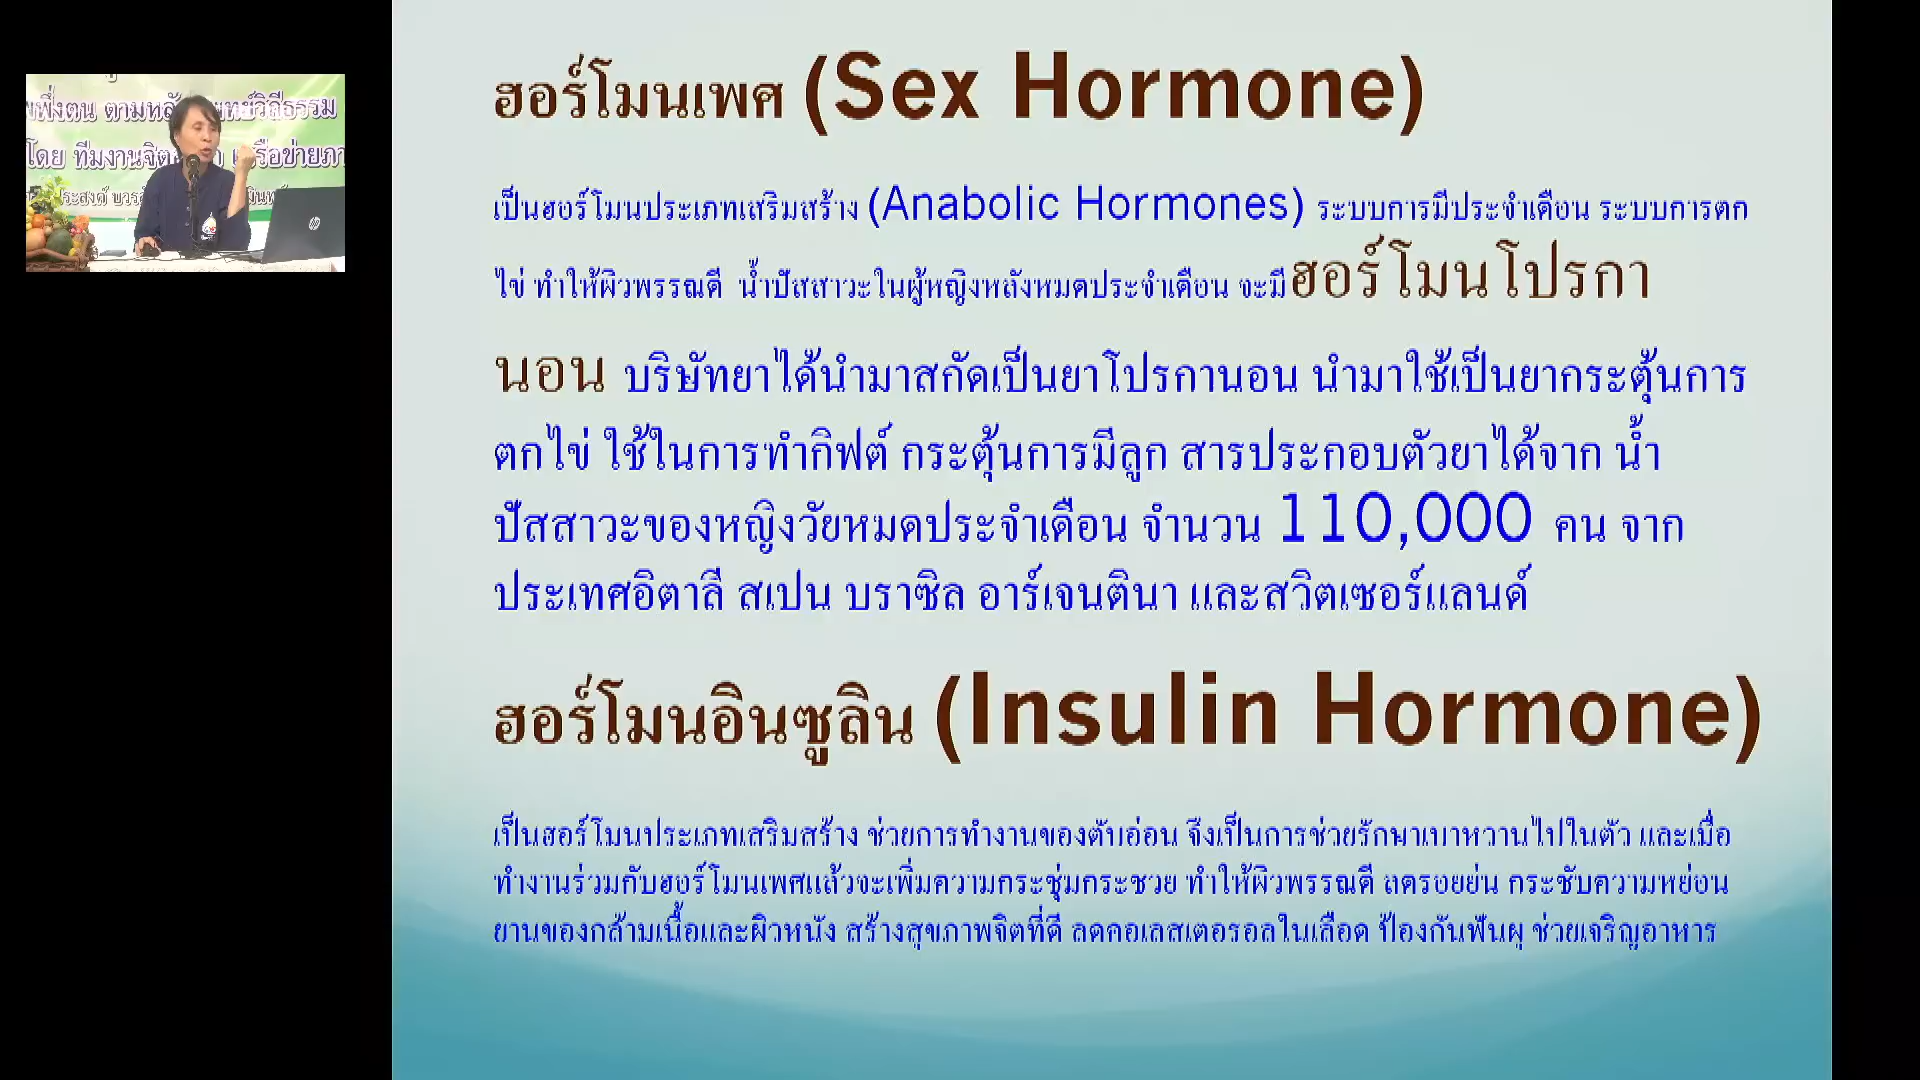 พึ่งตน ตามหลั
ทย์วิถีธรรม
โดย ทีมงานจิต
ฮอร์โมนเพศ (Sex Hormone)
เป็นฮอร์โมนประเภทเสริมสร้าง (Anabolic Hormones) ระบบการมีประจำเดือน ระบบการตก
ไข่ ทำให้ผิวพรรณดี น้ำปัสสาวะในผู้หญิงหลังหมดประจำเดือน จะมีฮอร์โมนโปรกา
นอน บริษัทยาได้นำมาสกัดเป็นยาโปรกานอน นำมาใช้เป็นยากระตุ้นการ
ตกไข่ ใช้ในการทำกิฟต์ กระตุ้นการมีลูก สารประกอบตัวยาได้จาก น้ำ
ปัสสาวะของหญิงวัยหมดประจำเดือน จำนวน 110,000 คน จาก
ประเทศอิตาลี สเปน บราซิล อาร์เจนตินา และสวิตเซอร์แลนด์
ฮอร์โมนอินซูลิน (Insulin Hormone)
เป็นฮอร์โมนประเภทเสริมสร้าง ช่วยการทำงานของตับอ่อน จึงเป็นการช่วยรักษาเบาหวานไปในตัว และเมื่อ
ทำงานร่วมกับฮอร์โมนเพศแล้วจะเพิ่มความกระชุ่มกระชวย ทำให้ผิวพรรณดี ลดรอยย่น กระชับความหย่อน
ยานของกล้ามเนื้อและผิวหนัง สร้างสุขภาพจิตที่ดี ลดคอเลสเตอรอลในเลือด ป้องกันฟันผุ ช่วยเจริญอาหาร